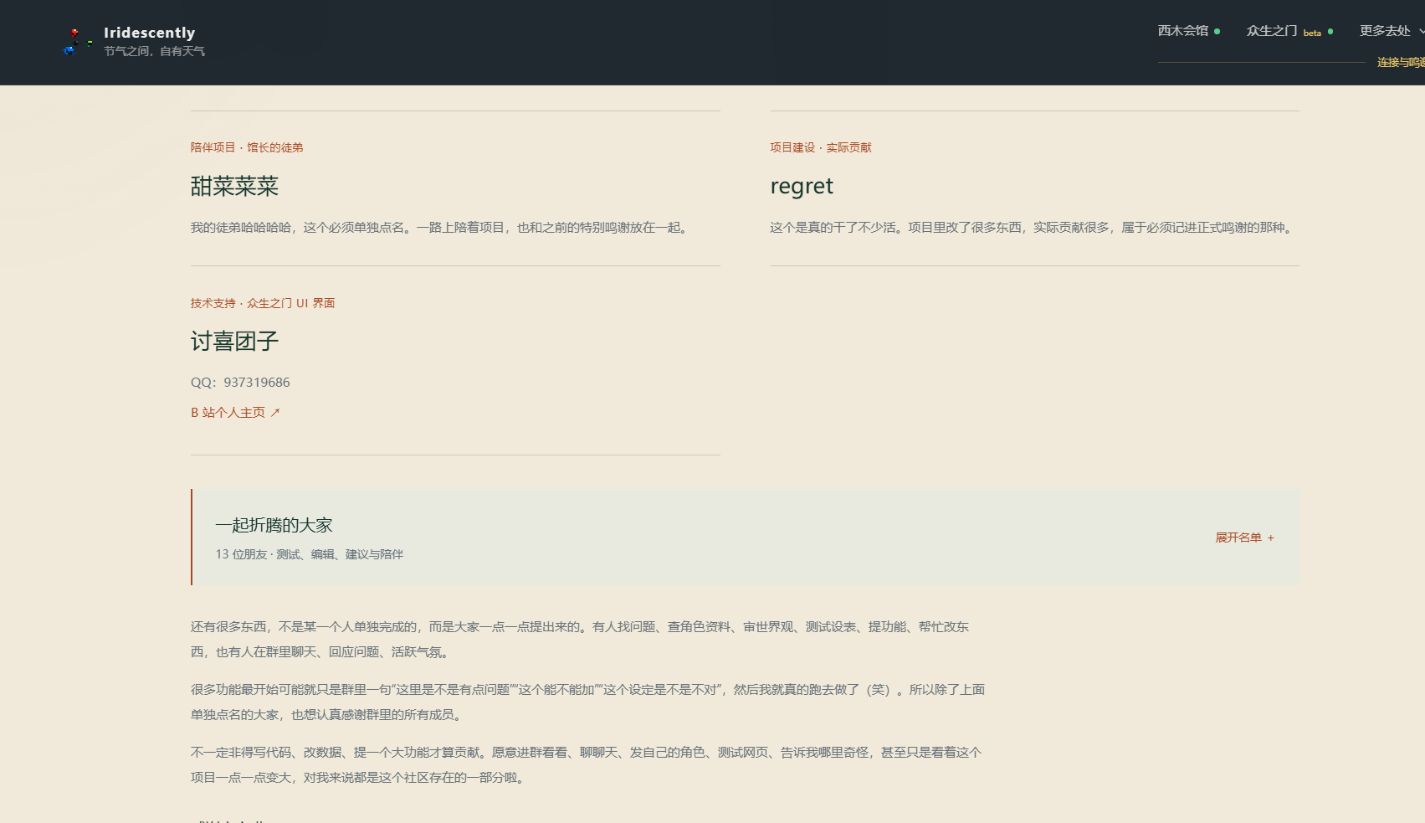 Iridescently
节气之间，自有天气
西木会馆
众生之门 beta
更多去处
连接与鸣谢
陪伴项目 · 馆长的徒弟
甜菜菜菜
我的徒弟哈哈哈哈，这个必须单独点名。一路上陪着项目，也和之前的特别鸣谢放在一起。
项目建设 · 实际贡献
regret
这个是真的干了不少活。项目里改了很多东西，实际贡献很多，属于必须记进正式鸣谢的那种。
技术支持 · 众生之门 UI 界面
讨喜团子
QQ：937319686
B 站个人主页 ↗
一起折腾的大家
13 位朋友 · 测试、编辑、建议与陪伴
展开名单 +
还有很多东西，不是某一个人单独完成的，而是大家一点一点提出来的。有人找问题、查角色资料、审世界观、测试设表、提功能、帮忙改东
西，也有人在群里聊天、回应问题、活跃气氛。
很多功能最开始可能就只是群里一句“这里是不是有点问题”“这个能不能加”“这个设定是不是不对”，然后我就真的跑去做了（笑）。所以除了上面
单独点名的大家，也想认真感谢群里的所有成员。
不一定非得写代码、改数据、提一个大功能才算贡献。愿意进群看看、聊聊天、发自己的角色、测试网页、告诉我哪里奇怪，甚至只是看着这个
项目一点一点变大，对我来说都是这个社区存在的一部分啦。